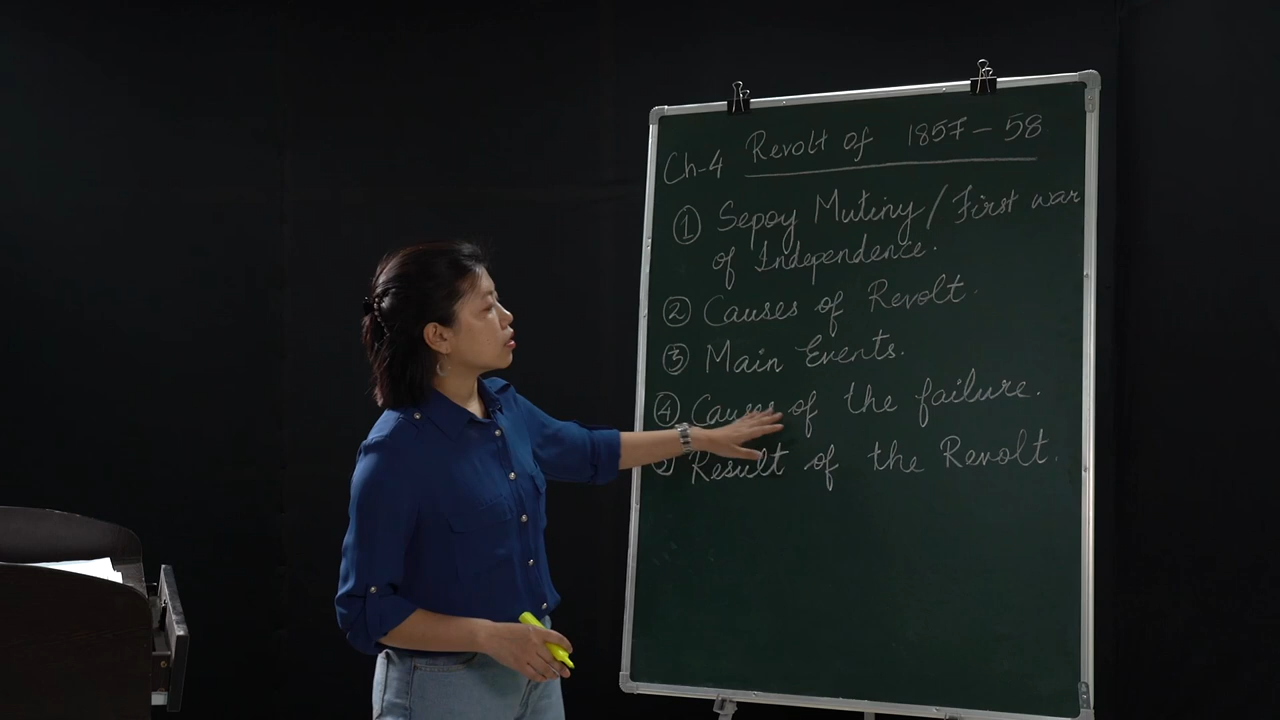 Ch-4 Revolt of 1857-58
① Sepoy Mutiny/First war
of Independence.
② Causes of Revolt.
③ Main Events.
④ Causes of the failure.
Result of the Revolt.